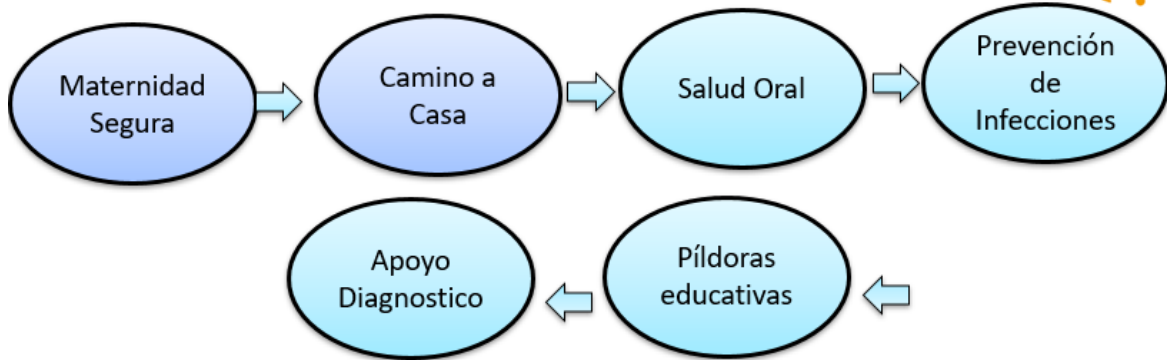 Maternidad
Segura
Camino a
Casa
Salud Oral
Prevención
de
Infecciones
Píldoras
educativas
Apoyo
Diagnostico